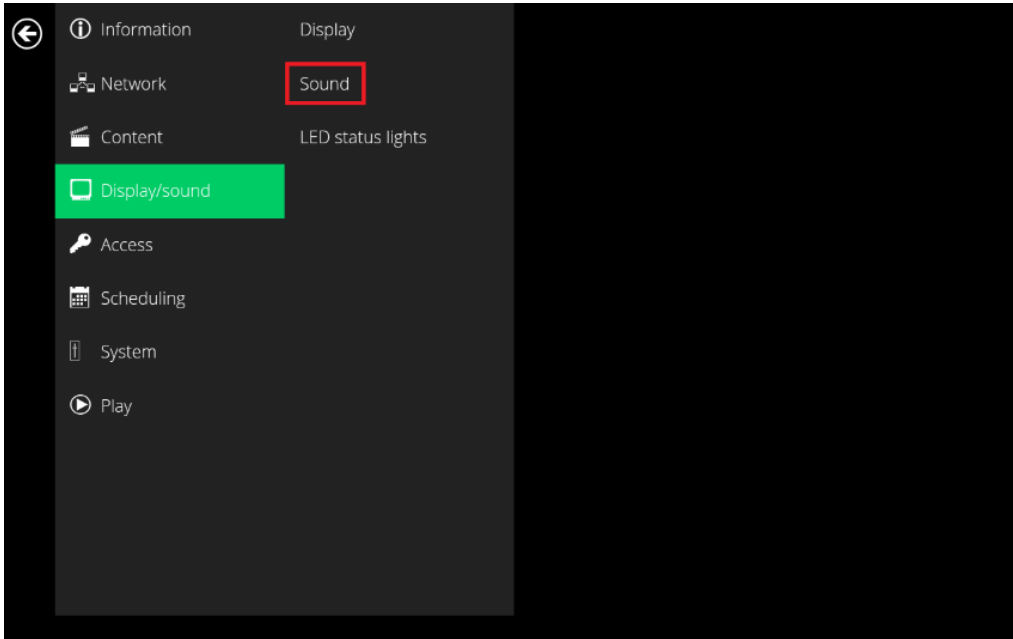 Information
Network
Content
Display/sound
Access
Scheduling
System
Play
Display
Sound
LED status lights